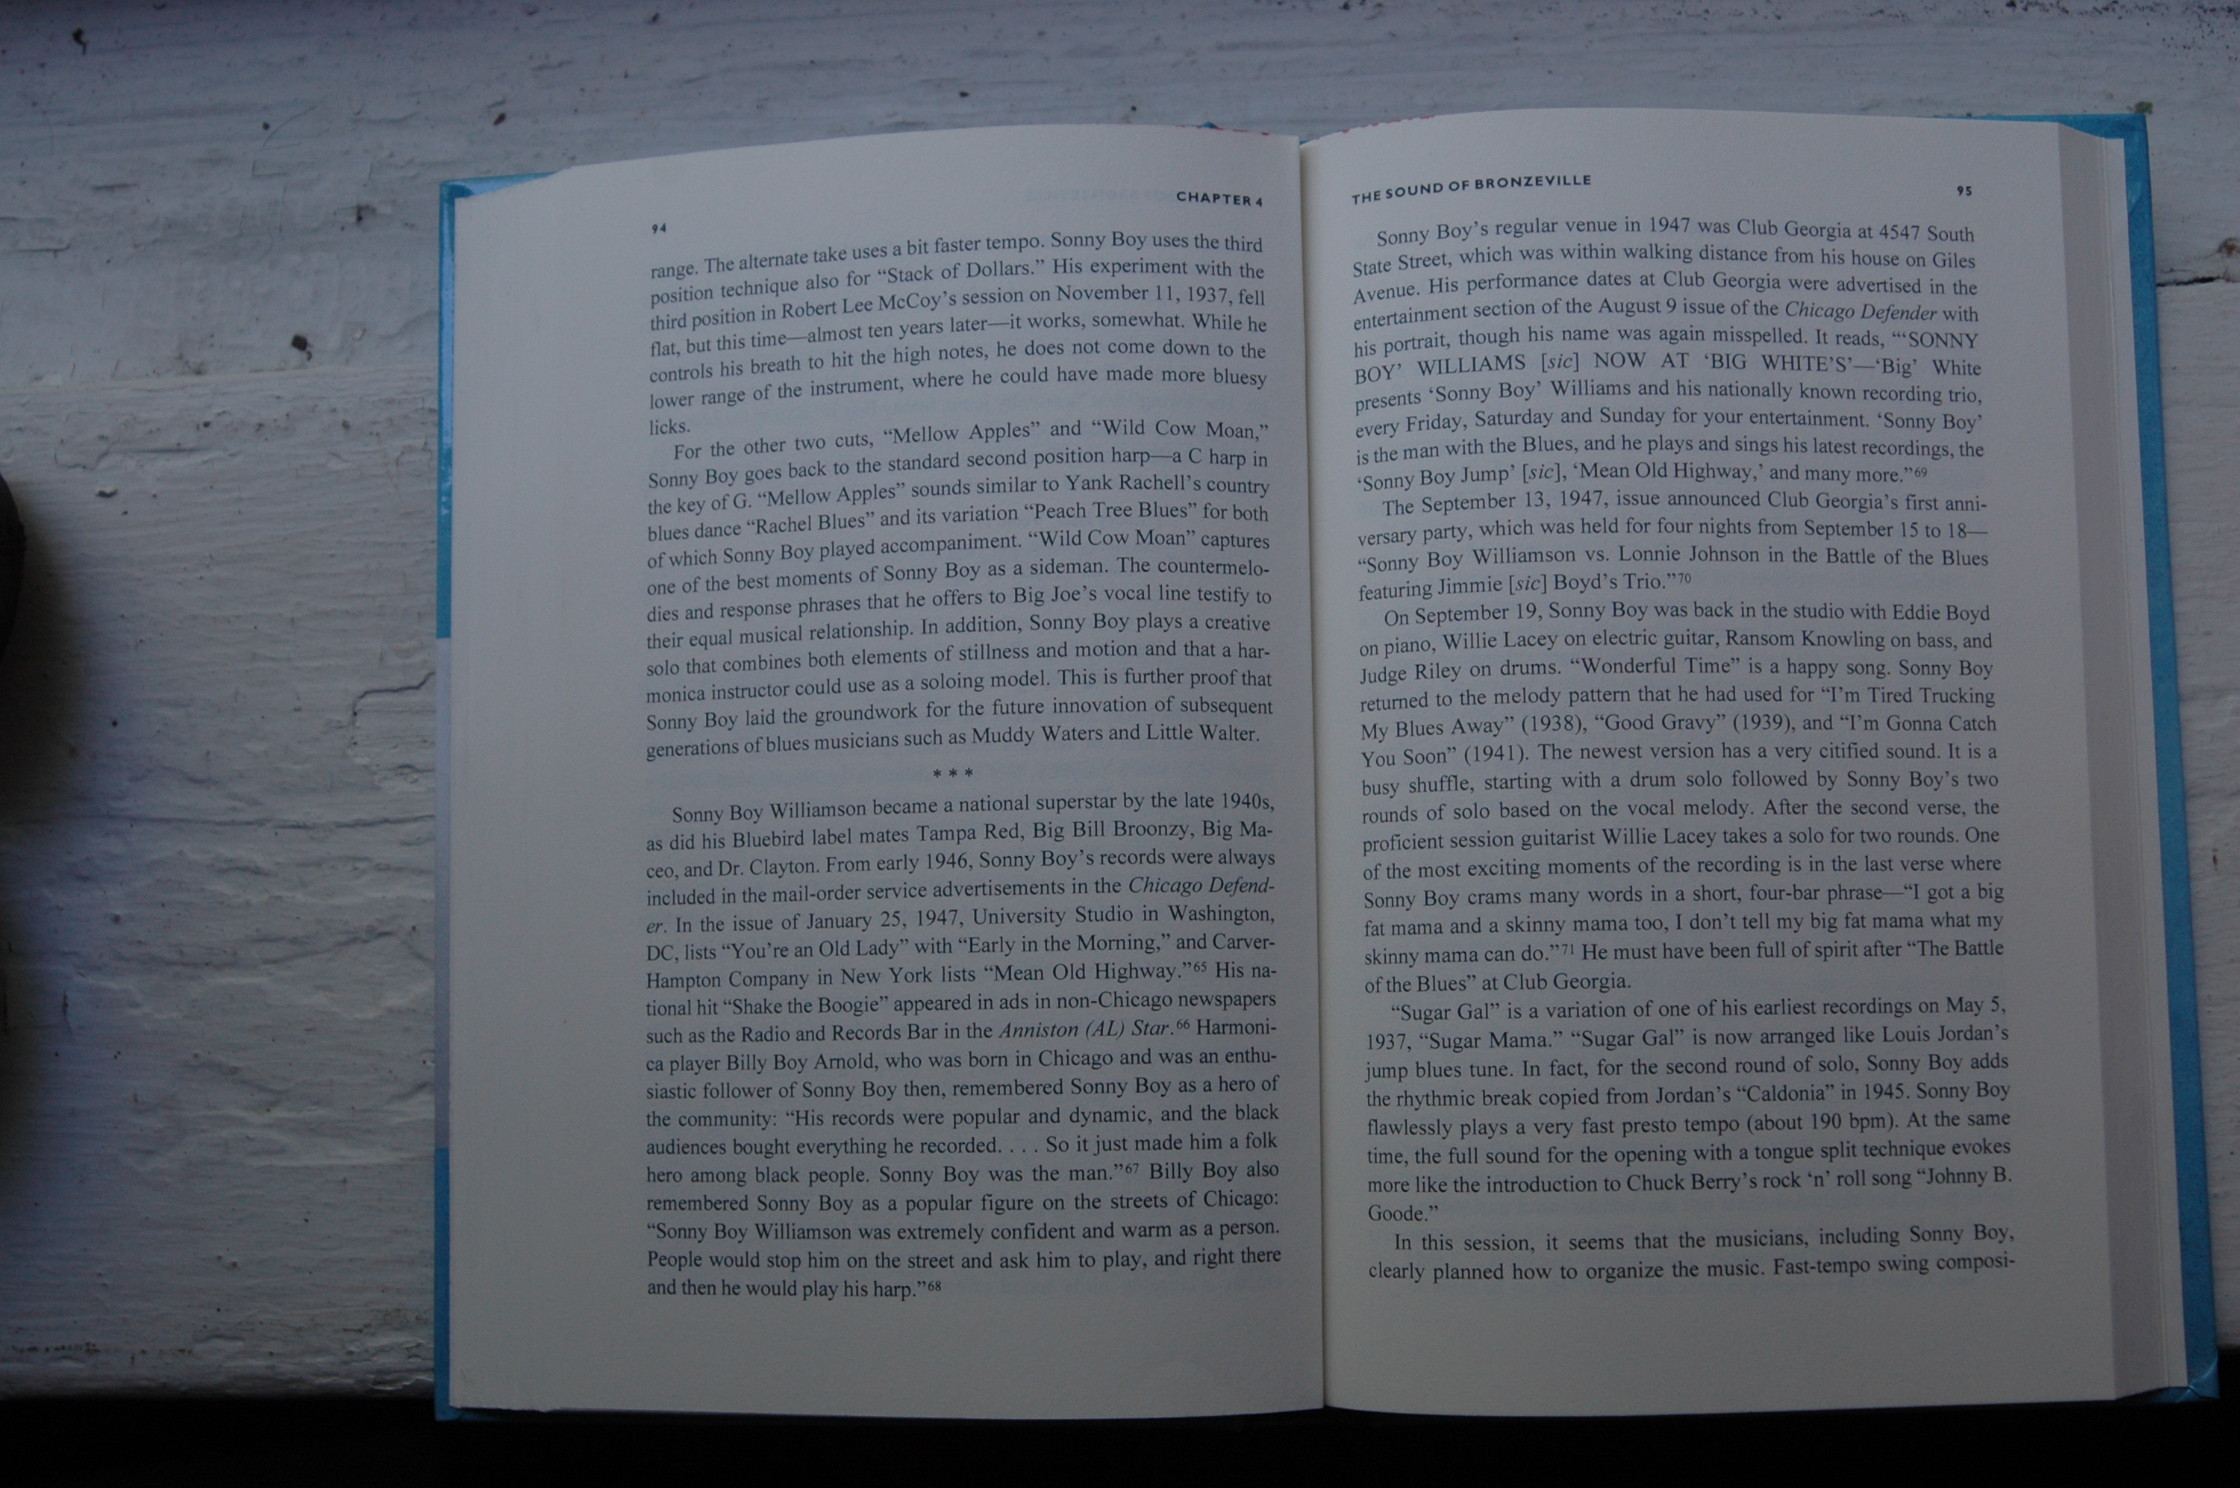 94
CHAPTER 4
range. The alternate take uses a bit faster tempo. Sonny Boy uses the third
position technique also for “Stack of Dollars.” His experiment with the
third position in Robert Lee McCoy’s session on November 11, 1937, fell
flat, but this time—almost ten years later—it works, somewhat. While he
controls his breath to hit the high notes, he does not come down to the
lower range of the instrument, where he could have made more bluesy
licks.
For the other two cuts, “Mellow Apples” and “Wild Cow Moan,”
Sonny Boy goes back to the standard second position harp—a C harp in
the key of G. “Mellow Apples” sounds similar to Yank Rachell’s country
blues dance “Rachel Blues” and its variation “Peach Tree Blues” for both
of which Sonny Boy played accompaniment. “Wild Cow Moan” captures
one of the best moments of Sonny Boy as a sideman. The countermelo-
dies and response phrases that he offers to Big Joe’s vocal line testify to
their equal musical relationship. In addition, Sonny Boy plays a creative
solo that combines both elements of stillness and motion and that a har-
monica instructor could use as a soloing model. This is further proof that
Sonny Boy laid the groundwork for the future innovation of subsequent
generations of blues musicians such as Muddy Waters and Little Walter.
* * *
Sonny Boy Williamson became a national superstar by the late 1940s,
as did his Bluebird label mates Tampa Red, Big Bill Broonzy, Big Ma-
ceo, and Dr. Clayton. From early 1946, Sonny Boy’s records were always
included in the mail-order service advertisements in the Chicago Defend-
er. In the issue of January 25, 1947, University Studio in Washington,
DC, lists “You’re an Old Lady” with “Early in the Morning,” and Carver-
Hampton Company in New York lists “Mean Old Highway.”65 His na-
tional hit “Shake the Boogie” appeared in ads in non-Chicago newspapers
such as the Radio and Records Bar in the Anniston (AL) Star.66 Harmoni-
ca player Billy Boy Arnold, who was born in Chicago and was an enthu-
siastic follower of Sonny Boy then, remembered Sonny Boy as a hero of
the community: “His records were popular and dynamic, and the black
audiences bought everything he recorded. . . . So it just made him a folk
hero among black people. Sonny Boy was the man.”67 Billy Boy also
remembered Sonny Boy as a popular figure on the streets of Chicago:
“Sonny Boy Williamson was extremely confident and warm as a person.
People would stop him on the street and ask him to play, and right there
and then he would play his harp.”68
THE SOUND OF BRONZEVILLE
95
Sonny Boy’s regular venue in 1947 was Club Georgia at 4547 South
State Street, which was within walking distance from his house on Giles
Avenue. His performance dates at Club Georgia were advertised in the
entertainment section of the August 9 issue of the Chicago Defender with
his portrait, though his name was again misspelled. It reads, “‘SONNY
BOY’ WILLIAMS [sic] NOW AT ‘BIG WHITE’S’—‘Big’ White
presents ‘Sonny Boy’ Williams and his nationally known recording trio,
every Friday, Saturday and Sunday for your entertainment. ‘Sonny Boy’
is the man with the Blues, and he plays and sings his latest recordings, the
‘Sonny Boy Jump’ [sic], ‘Mean Old Highway,’ and many more.”69
The September 13, 1947, issue announced Club Georgia’s first anni-
versary party, which was held for four nights from September 15 to 18—
“Sonny Boy Williamson vs. Lonnie Johnson in the Battle of the Blues
featuring Jimmie [sic] Boyd’s Trio.”70
On September 19, Sonny Boy was back in the studio with Eddie Boyd
on piano, Willie Lacey on electric guitar, Ransom Knowling on bass, and
Judge Riley on drums. “Wonderful Time” is a happy song. Sonny Boy
returned to the melody pattern that he had used for “I’m Tired Trucking
My Blues Away” (1938), “Good Gravy” (1939), and “I’m Gonna Catch
You Soon” (1941). The newest version has a very citified sound. It is a
busy shuffle, starting with a drum solo followed by Sonny Boy’s two
rounds of solo based on the vocal melody. After the second verse, the
proficient session guitarist Willie Lacey takes a solo for two rounds. One
of the most exciting moments of the recording is in the last verse where
Sonny Boy crams many words in a short, four-bar phrase—“I got a big
fat mama and a skinny mama too, I don’t tell my big fat mama what my
skinny mama can do.”71 He must have been full of spirit after “The Battle
of the Blues” at Club Georgia.
“Sugar Gal” is a variation of one of his earliest recordings on May 5,
1937, “Sugar Mama.” “Sugar Gal” is now arranged like Louis Jordan’s
jump blues tune. In fact, for the second round of solo, Sonny Boy adds
the rhythmic break copied from Jordan’s “Caldonia” in 1945. Sonny Boy
flawlessly plays a very fast presto tempo (about 190 bpm). At the same
time, the full sound for the opening with a tongue split technique evokes
more like the introduction to Chuck Berry’s rock ‘n’ roll song “Johnny B.
Goode.”
In this session, it seems that the musicians, including Sonny Boy,
clearly planned how to organize the music. Fast-tempo swing composi-